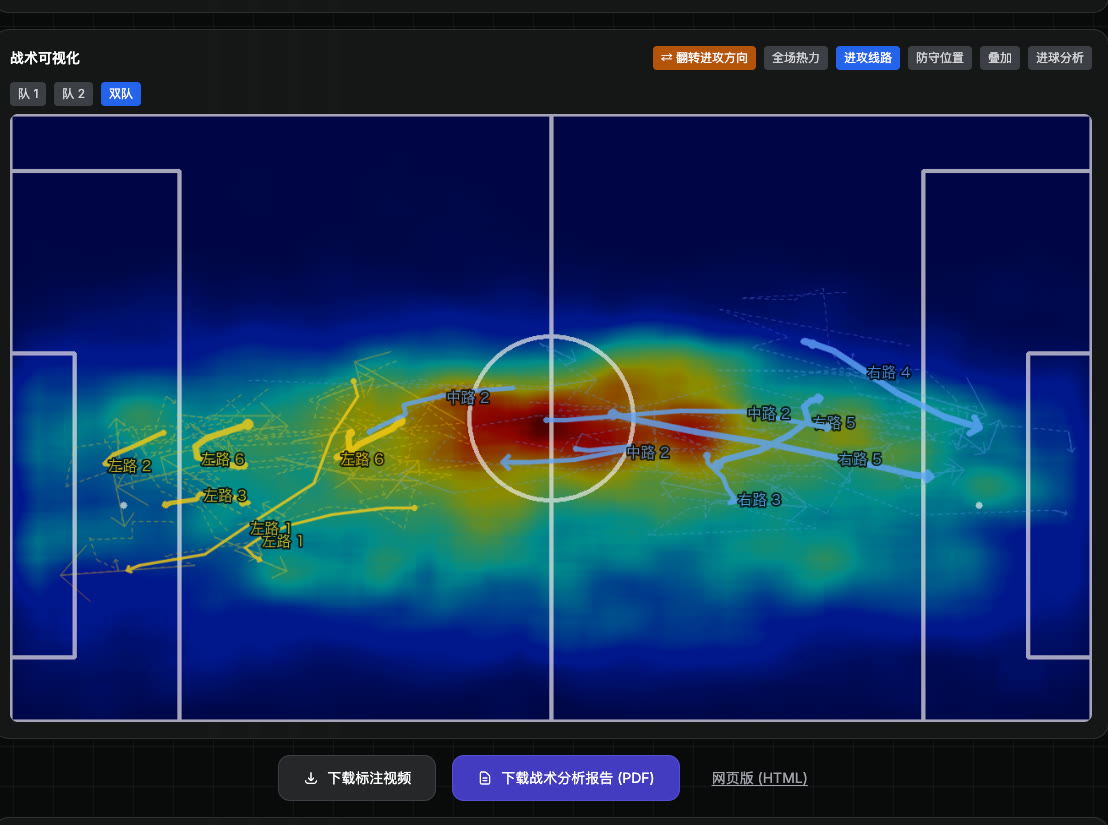 战术可视化
⇄ 翻转进攻方向
全场热力
进攻线路
防守位置
叠加
进球分析
队 1
队 2
双队
右路 4
中路 2
中路 2
右路 5
左路 2
左路 6
左路 6
中路 2
右路 5
左路 3
右路 3
左路 1
左路 1
下载标注视频
下载战术分析报告 (PDF)
网页版 (HTML)